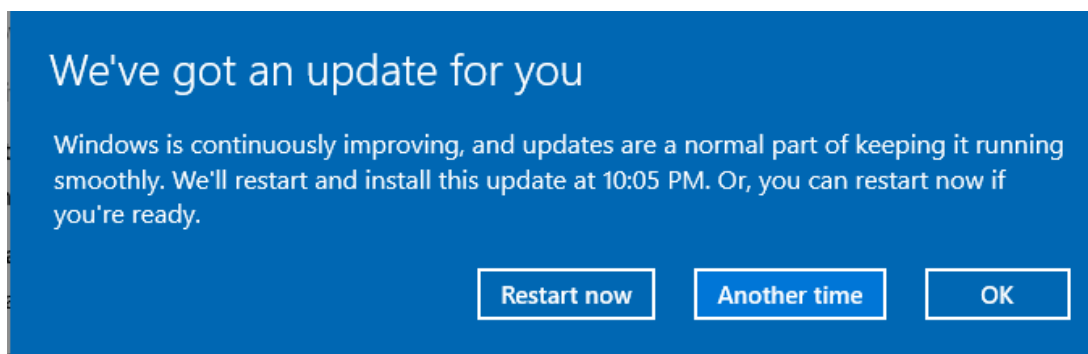 We've got an update for you
Windows is continuously improving, and updates are a normal part of keeping it running
smoothly. We'll restart and install this update at 10:05 PM. Or, you can restart now if
you're ready.
Restart now Another time OK